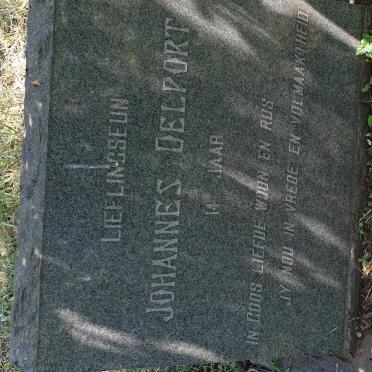 LIEFLINGSEUN
JOHANNES DELPORT
14 JAAR
IN GODS LIEFDE WOON EN RUS
JY NOU IN VREDE EN VOLMAAKTHEID